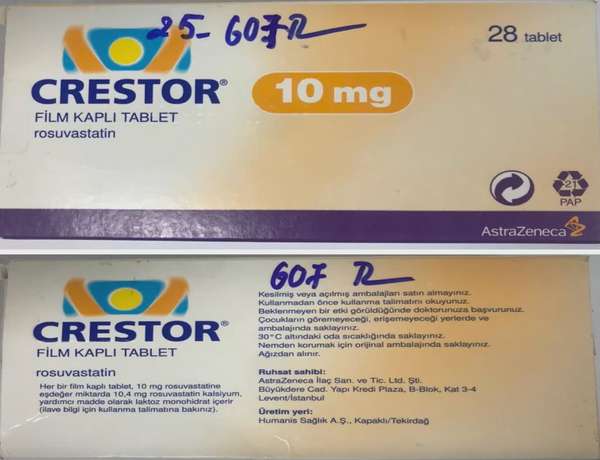 25-607 R
28 tablet
CRESTOR®
10 mg
FİLM KAPLI TABLET
rosuvastatin
21
PAP
AstraZeneca
607 R
CRESTOR®
FİLM KAPLI TABLET
rosuvastatin
Her bir film kaplı tablet, 10 mg rosuvastatine
eşdeğer miktarda 10,4 mg rosuvastatin kalsiyum,
yardımcı madde olarak laktoz monohidrat içerir
(ilave bilgi için kullanma talimatına bakınız).
Kesilmiş veya açılmış ambalajları satın almayınız.
Kullanmadan önce kullanma talimatını okuyunuz.
Beklenmeyen bir etki görüldüğünde doktorunuza başvurunuz.
Çocukların göremeyeceği, erişemeyeceği yerlerde ve
ambalajında saklayınız.
30°C altındaki oda sıcaklığında saklayınız.
Nemden korumak için orijinal ambalajında saklayınız.
Ağızdan alınır.
Ruhsat sahibi:
AstraZeneca İlaç San. ve Tic. Ltd. Şti.
Büyükdere Cad. Yapı Kredi Plaza, B-Blok, Kat 3-4
Levent/İstanbul
Üretim yeri:
Humanis Sağlık A.Ş., Kapaklı/Tekirdağ